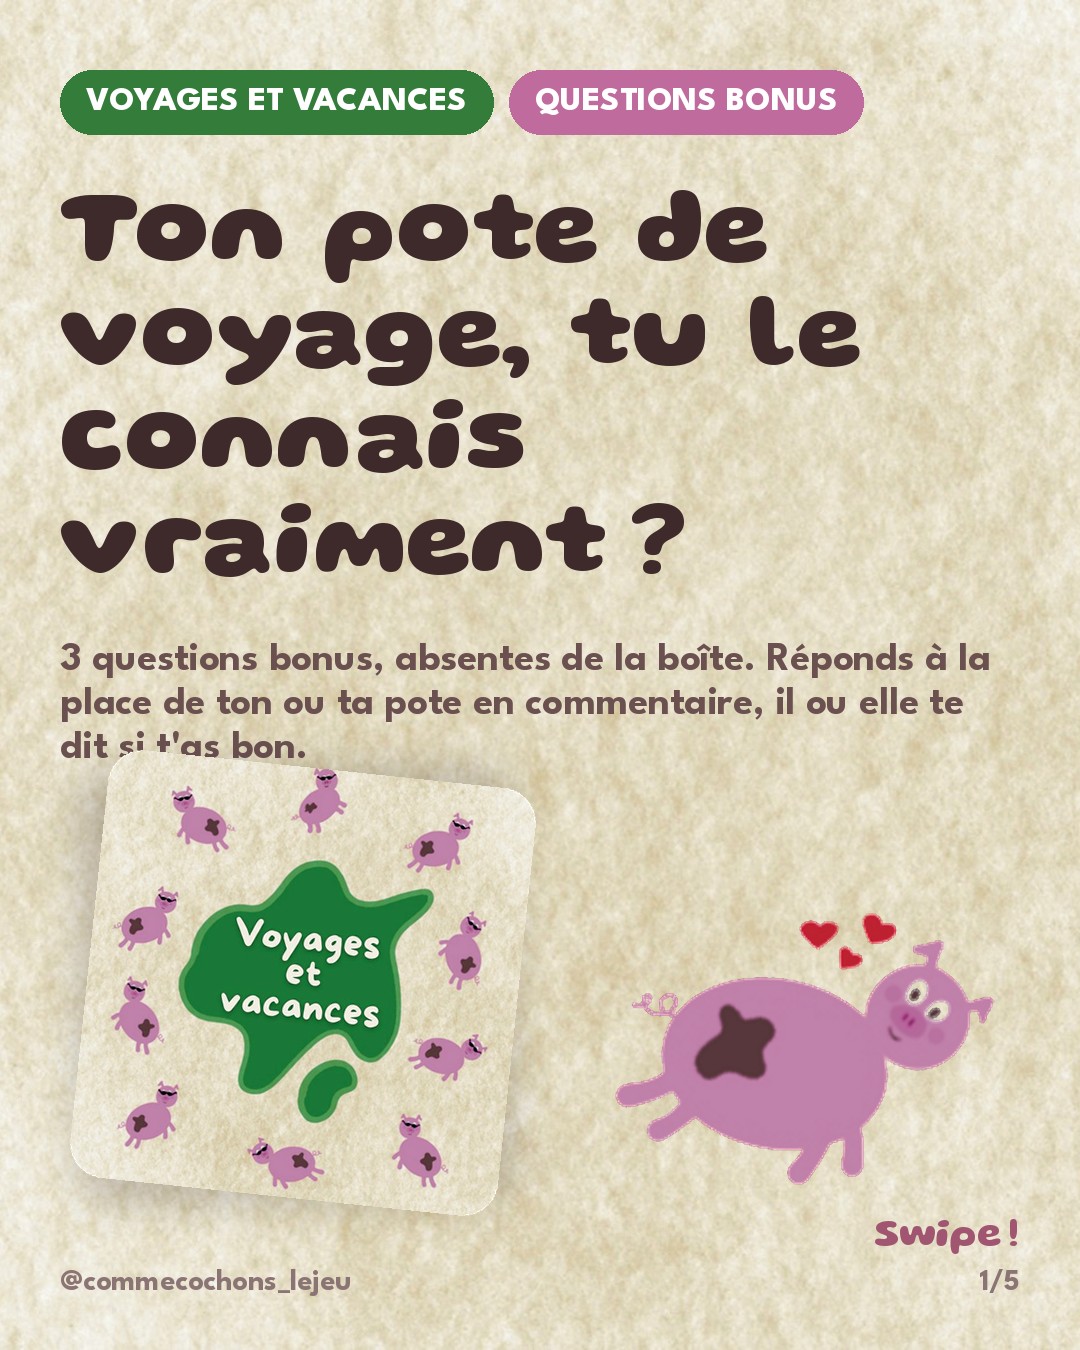 VOYAGES ET VACANCES
QUESTIONS BONUS
Ton pote de
voyage, tu le
connais
vraiment ?
3 questions bonus, absentes de la boîte. Réponds à la
place de ton ou ta pote en commentaire, il ou elle te
dit si t'as bon.
Voyages
et
vacances
Swipe !
@commecochons_lejeu
1/5